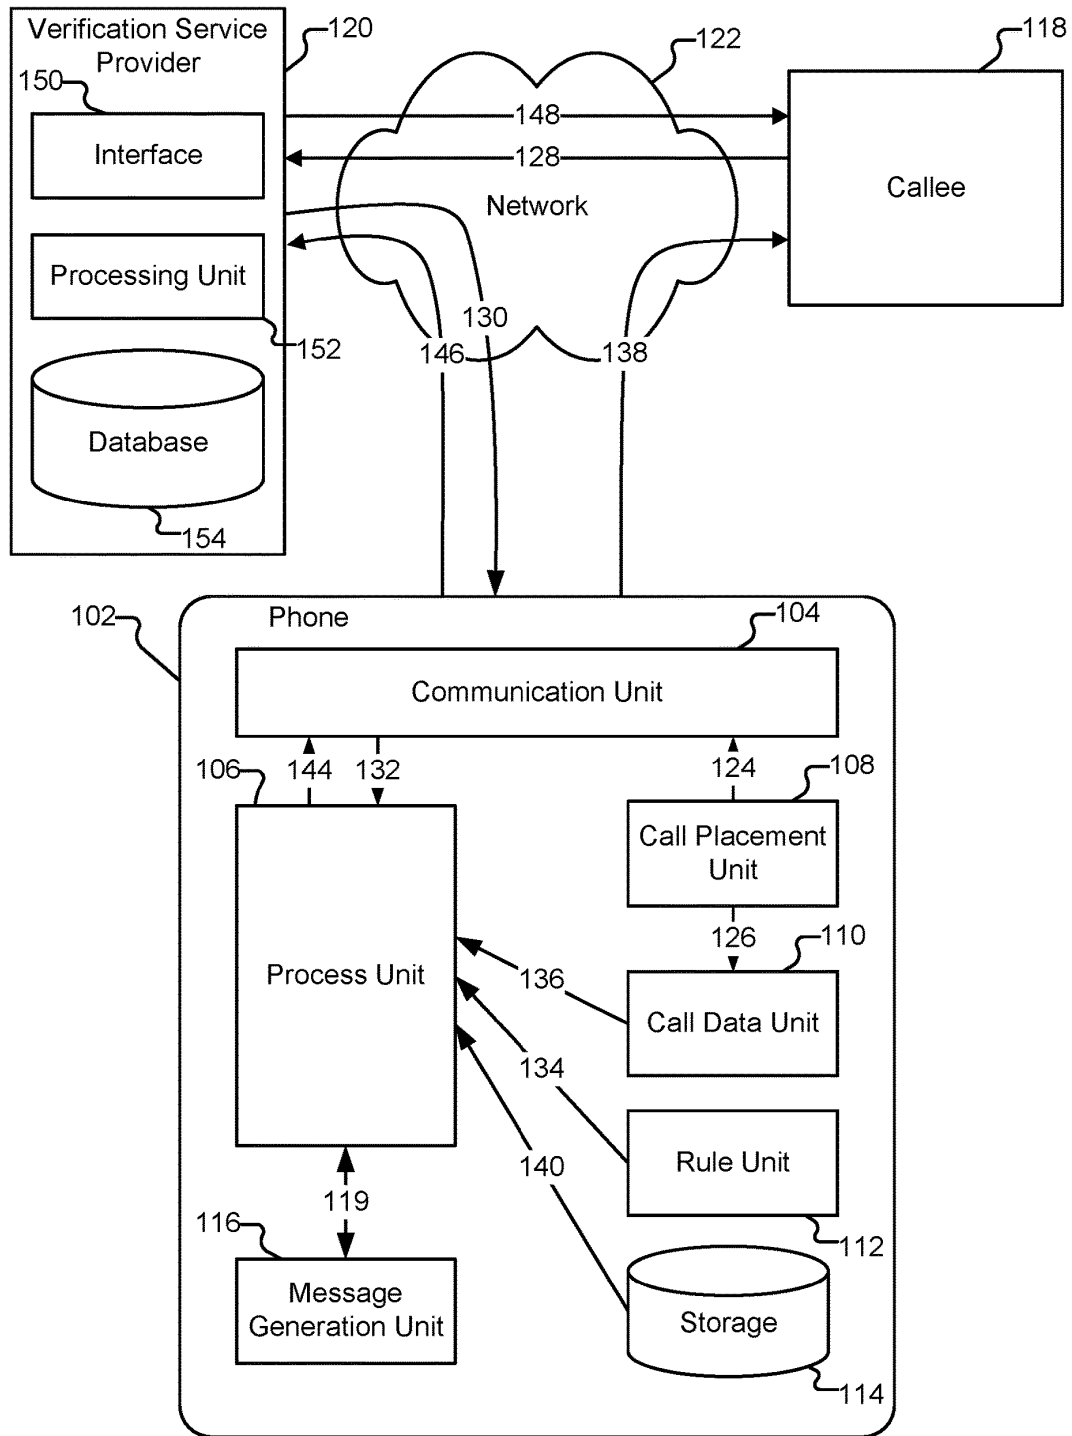 Verification Service
Provider
120
122
118
150
148
Interface
128
Network
Callee
Processing Unit
130
152
146
138
Database
154
102
Phone
104
Communication Unit
106
144
132
124
108
Call Placement
Unit
126
110
Process Unit
136
Call Data Unit
134
140
Rule Unit
119
116
112
Message
Generation Unit
Storage
114